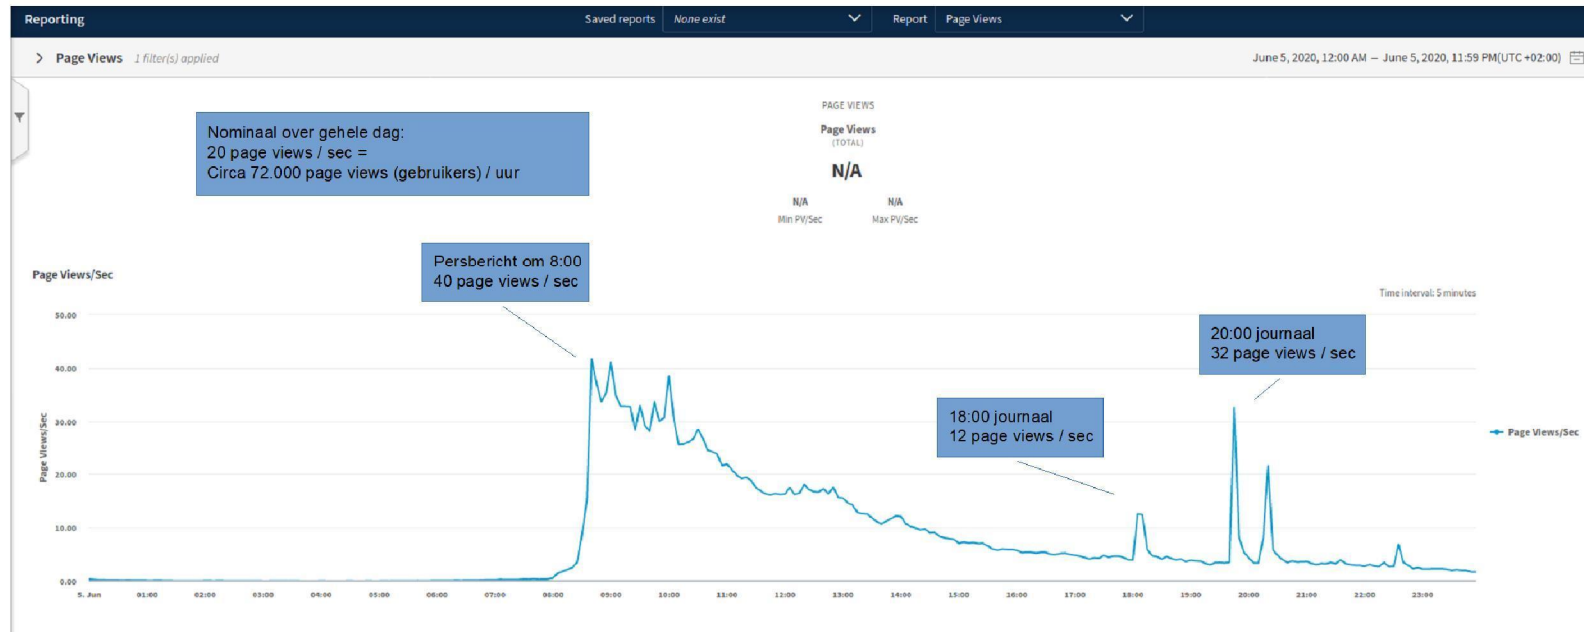 Reporting
Saved reports None exist Report Page Views
Page Views 1 filter(s) applied
June 5, 2020, 12:00 AM — June 5, 2020, 11:59 PM(UTC +02:00)
PAGE VIEWS
Page Views
(TOTAL)
N/A
N/A N/A
Min PV/Sec Max PV/Sec
Nominaal over gehele dag:
20 page views / sec =
Circa 72.000 page views (gebruikers) / uur
Persbericht om 8:00
40 page views / sec
Page Views/Sec
Time interval: 5 minutes
20:00 journaal
32 page views / sec
18:00 journaal
12 page views / sec
Page Views/Sec
50.00
40.00
30.00
20.00
10.00
0.00
Page Views/Sec
5. Jun 01:00 02:00 03:00 04:00 05:00 06:00 07:00 08:00 09:00 10:00 11:00 12:00 13:00 14:00 15:00 16:00 17:00 18:00 19:00 20:00 21:00 22:00 23:00